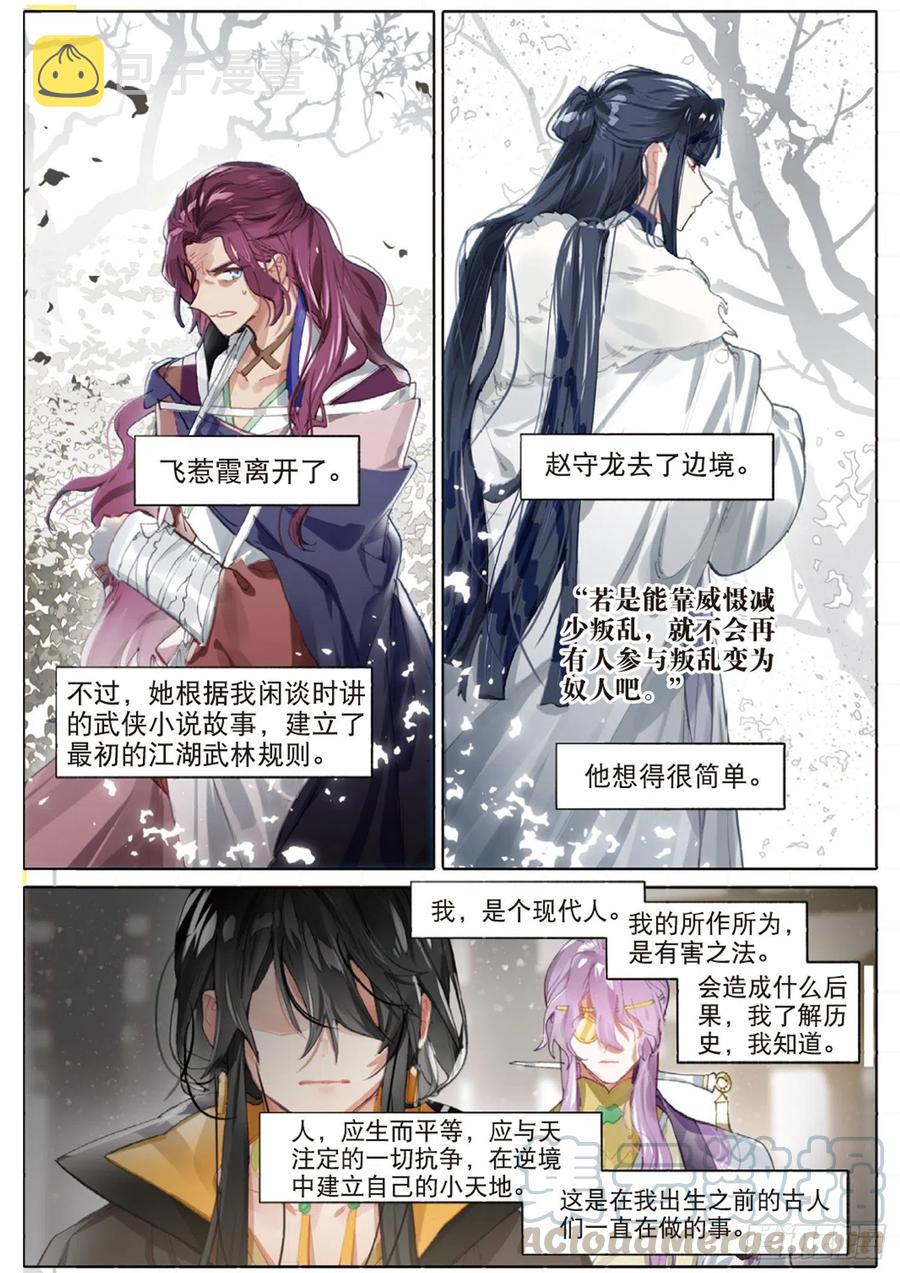 包子漫畫
飞惹霞离开了。
不过，她根据我闲谈时讲
的武侠小说故事，建立了
最初的江湖武林规则。
赵守龙去了边境。
“若是能靠威慑减
少叛乱，就不会再
有人参与叛乱变为
奴人吧。”
他想得很简单。
我，是个现代人。
我的所作所为，
是有害之法。
会造成什么后
果，我了解历
史，我知道。
人，应生而平等，应与天
注定的一切抗争，在逆境
中建立自己的小天地。
这是在我出生之前的古人
们一直在做的事。
AcloudMerge.com